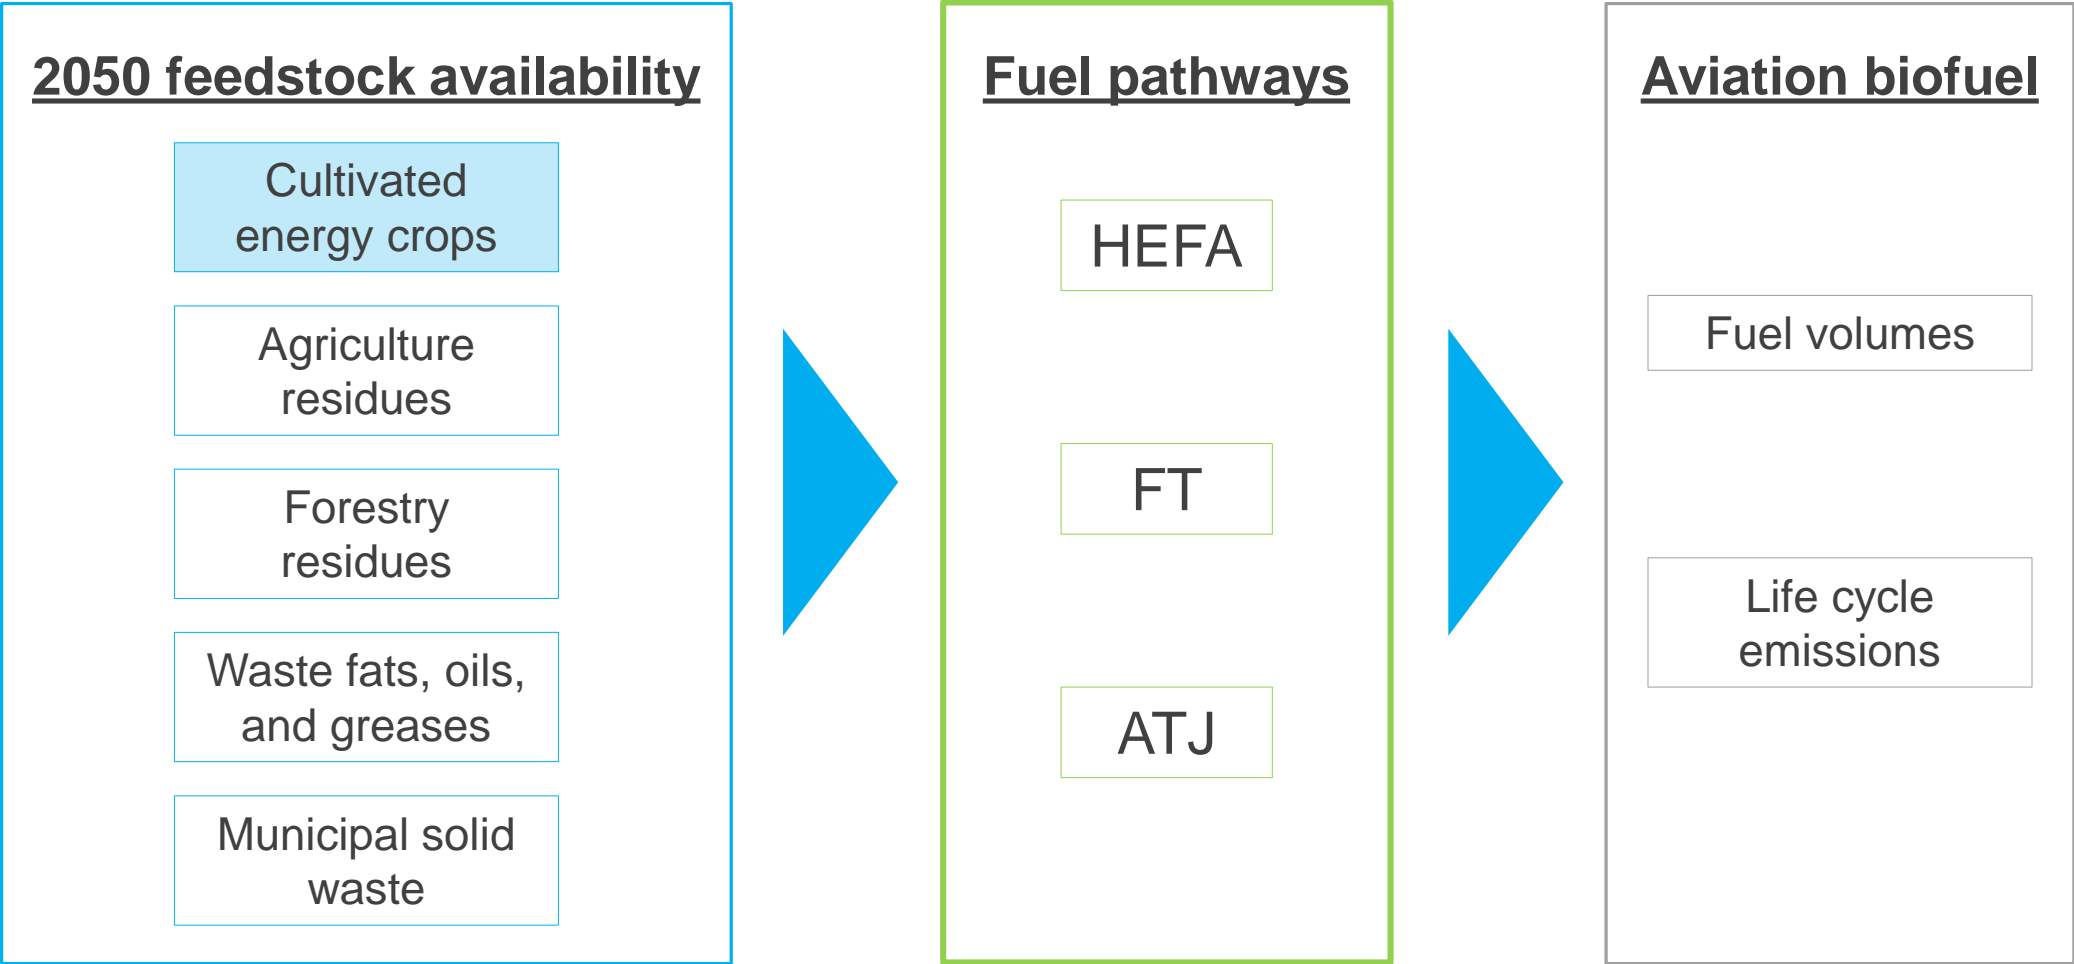 2050 feedstock availability
Cultivated
energy crops
Agriculture
residues
Forestry
residues
Waste fats, oils,
and greases
Municipal solid
waste
Fuel pathways
HEFA
FT
ATJ
Aviation biofuel
Fuel volumes
Life cycle
emissions